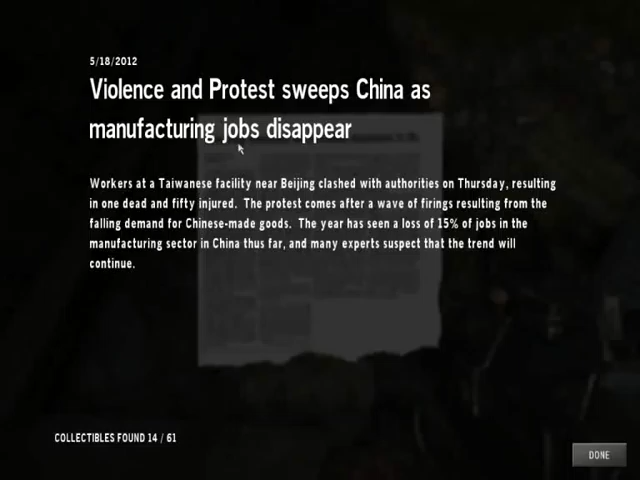 5/18/2012
Violence and Protest sweeps China as
manufacturing jobs disappear
Workers at a Taiwanese facility near Beijing clashed with authorities on Thursday, resulting
in one dead and fifty injured.  The protest comes after a wave of firings resulting from the
falling demand for Chinese-made goods.  The year has seen a loss of 15% of jobs in the
manufacturing sector in China thus far, and many experts suspect that the trend will
continue.
COLLECTIBLES FOUND 14 / 61
DONE